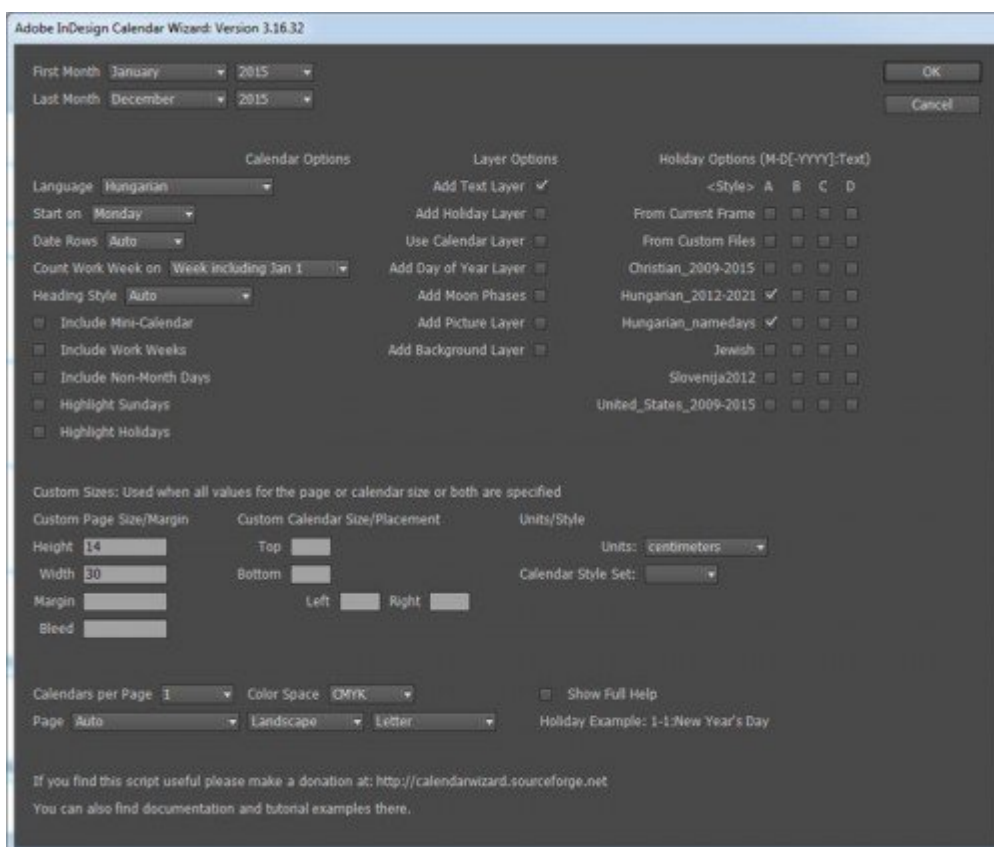 Adobe InDesign Calendar Wizard: Version 3.16.32
First Month January 2015 OK
Last Month December 2015 Cancel
Calendar Options Layer Options Holiday Options (M-D[-YYYY]:Text)
Language Hungarian Add Text Layer <Style> A B C D
Start on Monday Add Holiday Layer From Current Frame
Date Rows Auto Use Calendar Layer From Custom Files
Count Work Week on Week including Jan 1 Add Day of Year Layer Christian_2009-2015
Heading Style Auto Add Moon Phases Hungarian_2012-2021
Include Mini-Calendar Add Picture Layer Hungarian_namedays
Include Work Weeks Add Background Layer Jewish
Include Non-Month Days Slovenija2012
Highlight Sundays United_States_2009-2015
Highlight Holidays
Custom Sizes: Used when all values for the page or calendar size or both are specified
Custom Page Size/Margin Custom Calendar Size/Placement Units/Style
Height 14 Top Units: centimeters
Width 30 Bottom Calendar Style Set:
Margin Left Right
Bleed
Calendars per Page 1 Color Space CMYK Show Full Help
Page Auto Landscape Letter Holiday Example: 1-1:New Year's Day
If you find this script useful please make a donation at: http://calendarwizard.sourceforge.net
You can also find documentation and tutorial examples there.